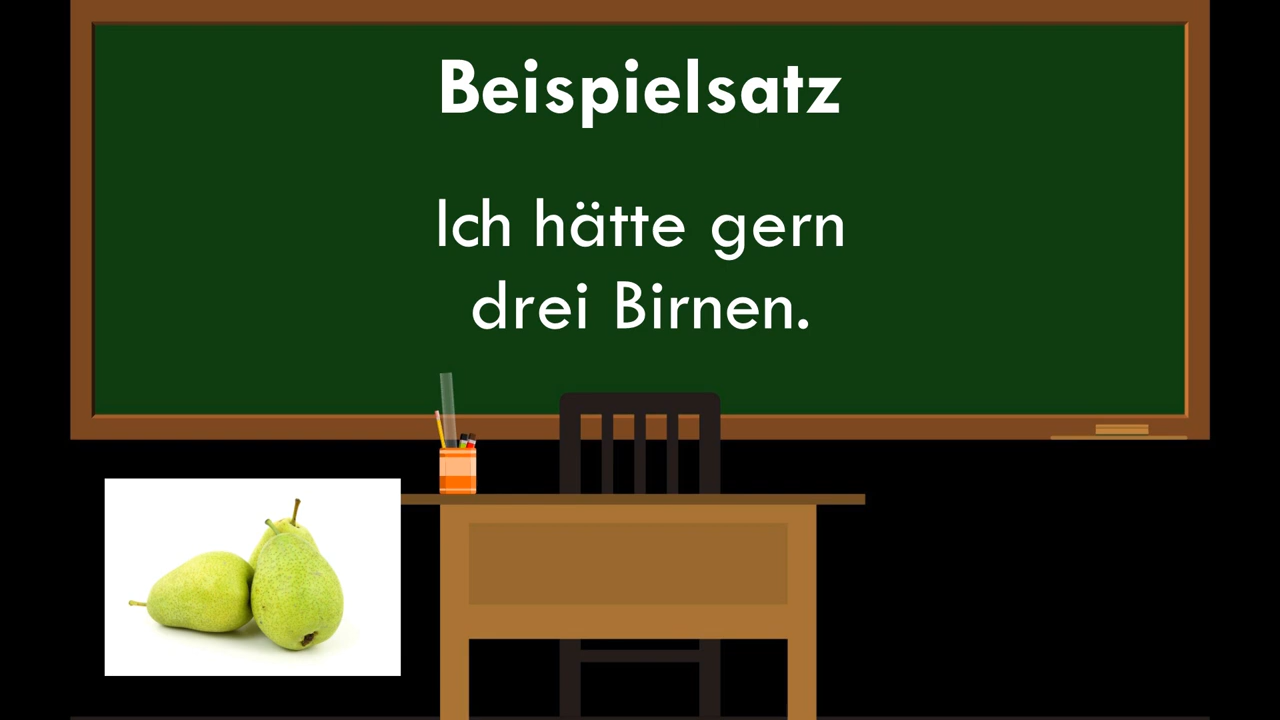 Beispielsatz
Ich hätte gern
drei Birnen.